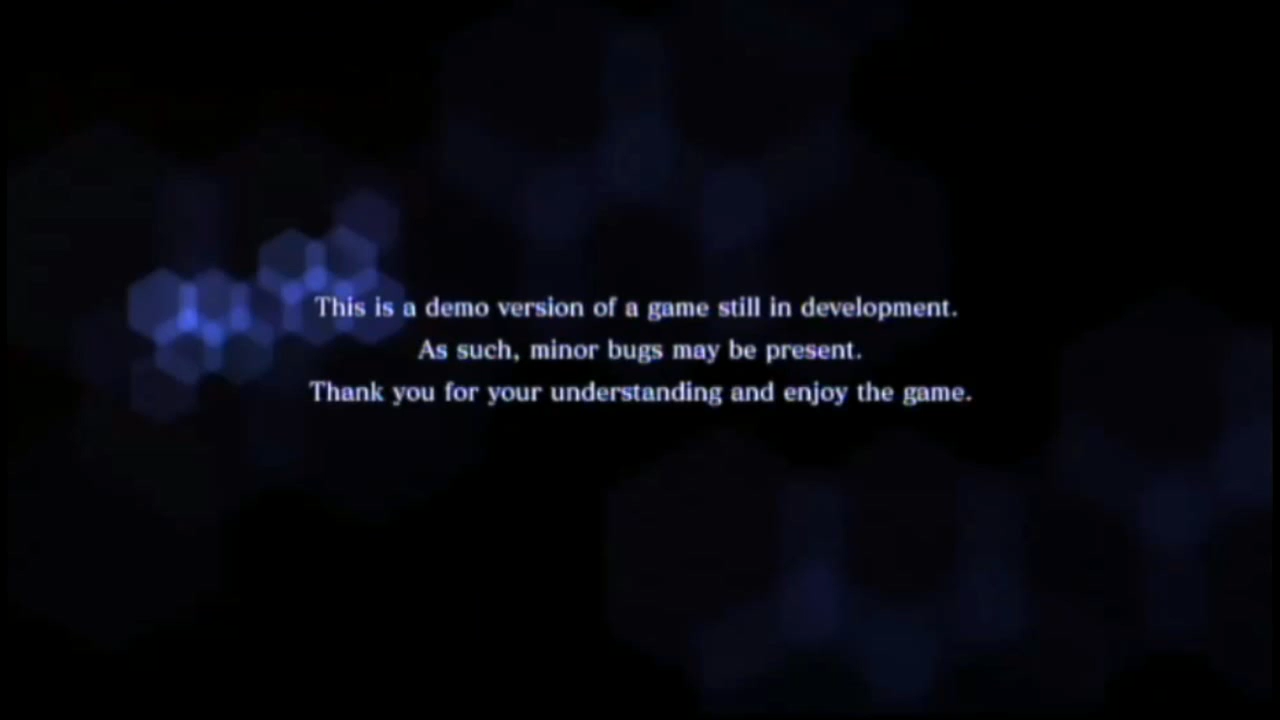 This is a demo version of a game still in development.
As such, minor bugs may be present.
Thank you for your understanding and enjoy the game.